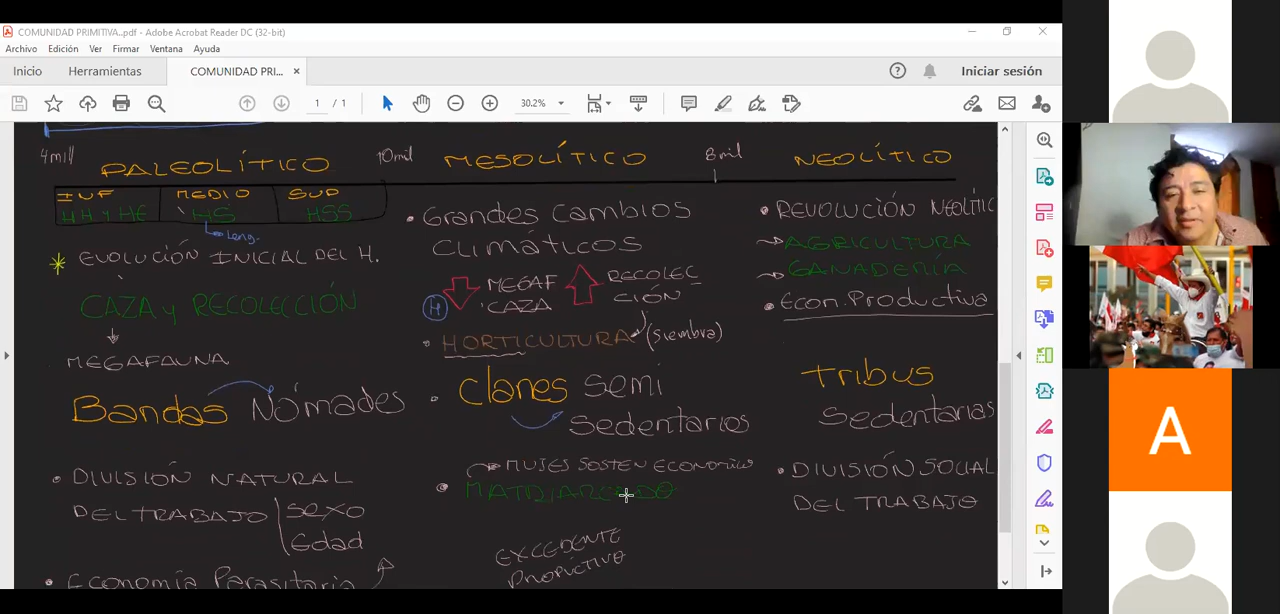 COMUNIDAD PRIMITIVA..pdf - Adobe Acrobat Reader DC (32-bit)
Archivo Edición Ver Firmar Ventana Ayuda
Inicio Herramientas COMUNIDAD PRI... × Iniciar sesión
1 / 1 30.2%
4mill PALEOLÍTICO 10mil MESOLÍTICO 8mil NEOLÍTICO
INF MEDIO SUP
HH y HE HS HSS
Leng.
EVOLUCIÓN INICIAL DEL H.
CAZA y RECOLECCIÓN
MEGAFAUNA
Bandas Nómades
• DIVISIÓN NATURAL
DEL TRABAJO Sexo
Edad
• Economía Parasitaria
• Grandes cambios
CLIMÁTICOS
MEGAF RECOLEC
CAZA CIÓN
H
• HORTICULTURA (siembra)
• Clanes semi
sedentarios
MUJES SOSTEN ECONOMICO
• MATRIARCADO
EXCEDENTE
PRODUCTIVO
• REVOLUCIÓN NEOLÍTIC
AGRICULTURA
GANADERÍA
• Econ. Productiva
Tribus
Sedentarias
• DIVISIÓN SOCIAL
DEL TRABAJO
A